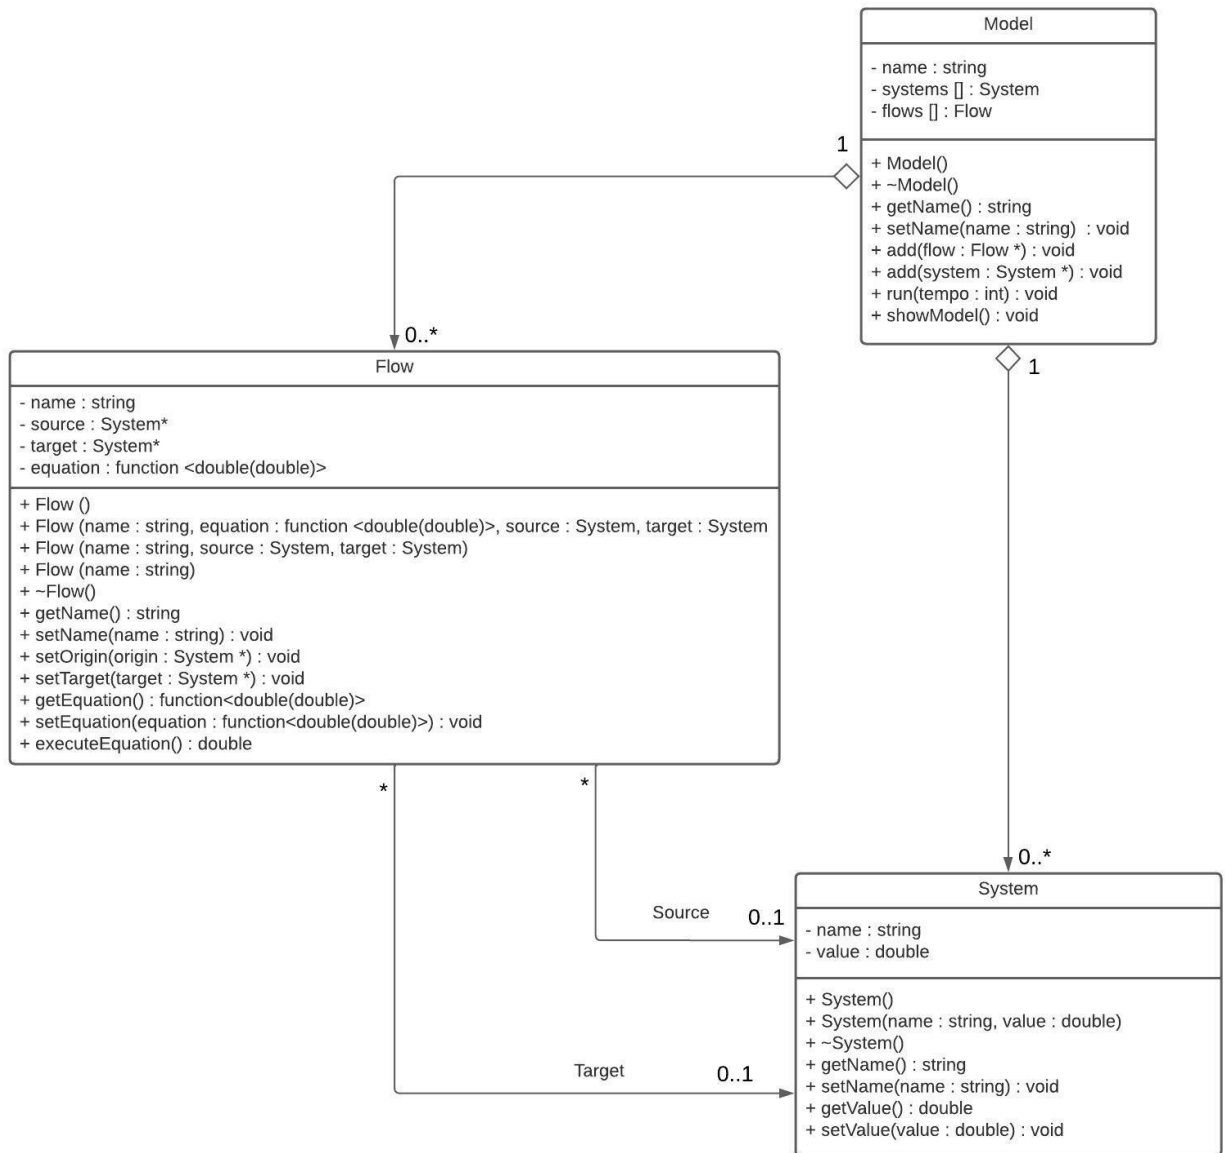 Model
- name : string
- systems [] : System
- flows [] : Flow
1
+ Model()
+ ~Model()
+ getName() : string
+ setName(name : string)  : void
+ add(flow : Flow *) : void
+ add(system : System *) : void
+ run(tempo : int) : void
+ showModel() : void
0..*
1
Flow
- name : string
- source : System*
- target : System*
- equation : function <double(double)>
+ Flow ()
+ Flow (name : string, equation : function <double(double)>, source : System, target : System
+ Flow (name : string, source : System, target : System)
+ Flow (name : string)
+ ~Flow()
+ getName() : string
+ setName(name : string) : void
+ setOrigin(origin : System *) : void
+ setTarget(target : System *) : void
+ getEquation() : function<double(double)>
+ setEquation(equation : function<double(double)>) : void
+ executeEquation() : double
*
*
0..*
Source
0..1
Target
0..1
System
- name : string
- value : double
+ System()
+ System(name : string, value : double)
+ ~System()
+ getName() : string
+ setName(name : string) : void
+ getValue() : double
+ setValue(value : double) : void